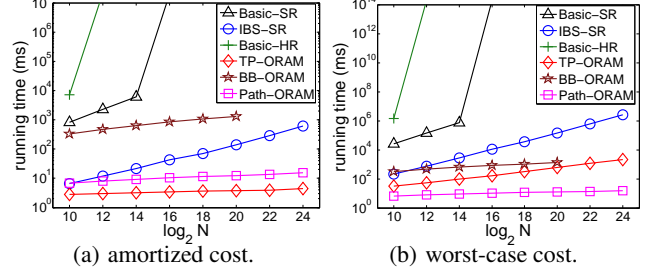 running time (ms)
10^0
10^1
10^2
10^3
10^4
10^5
10^6
10
10 12 14 16 18 20 22 24
log2 N
Basic−SR
IBS−SR
Basic−HR
TP−ORAM
BB−ORAM
Path−ORAM
(a) amortized cost.
running time (ms)
10^0
10^2
10^4
10^6
10^8
10^10
10^12
10^14
10 12 14 16 18 20 22 24
log2 N
Basic−SR
IBS−SR
Basic−HR
TP−ORAM
BB−ORAM
Path−ORAM
(b) worst-case cost.